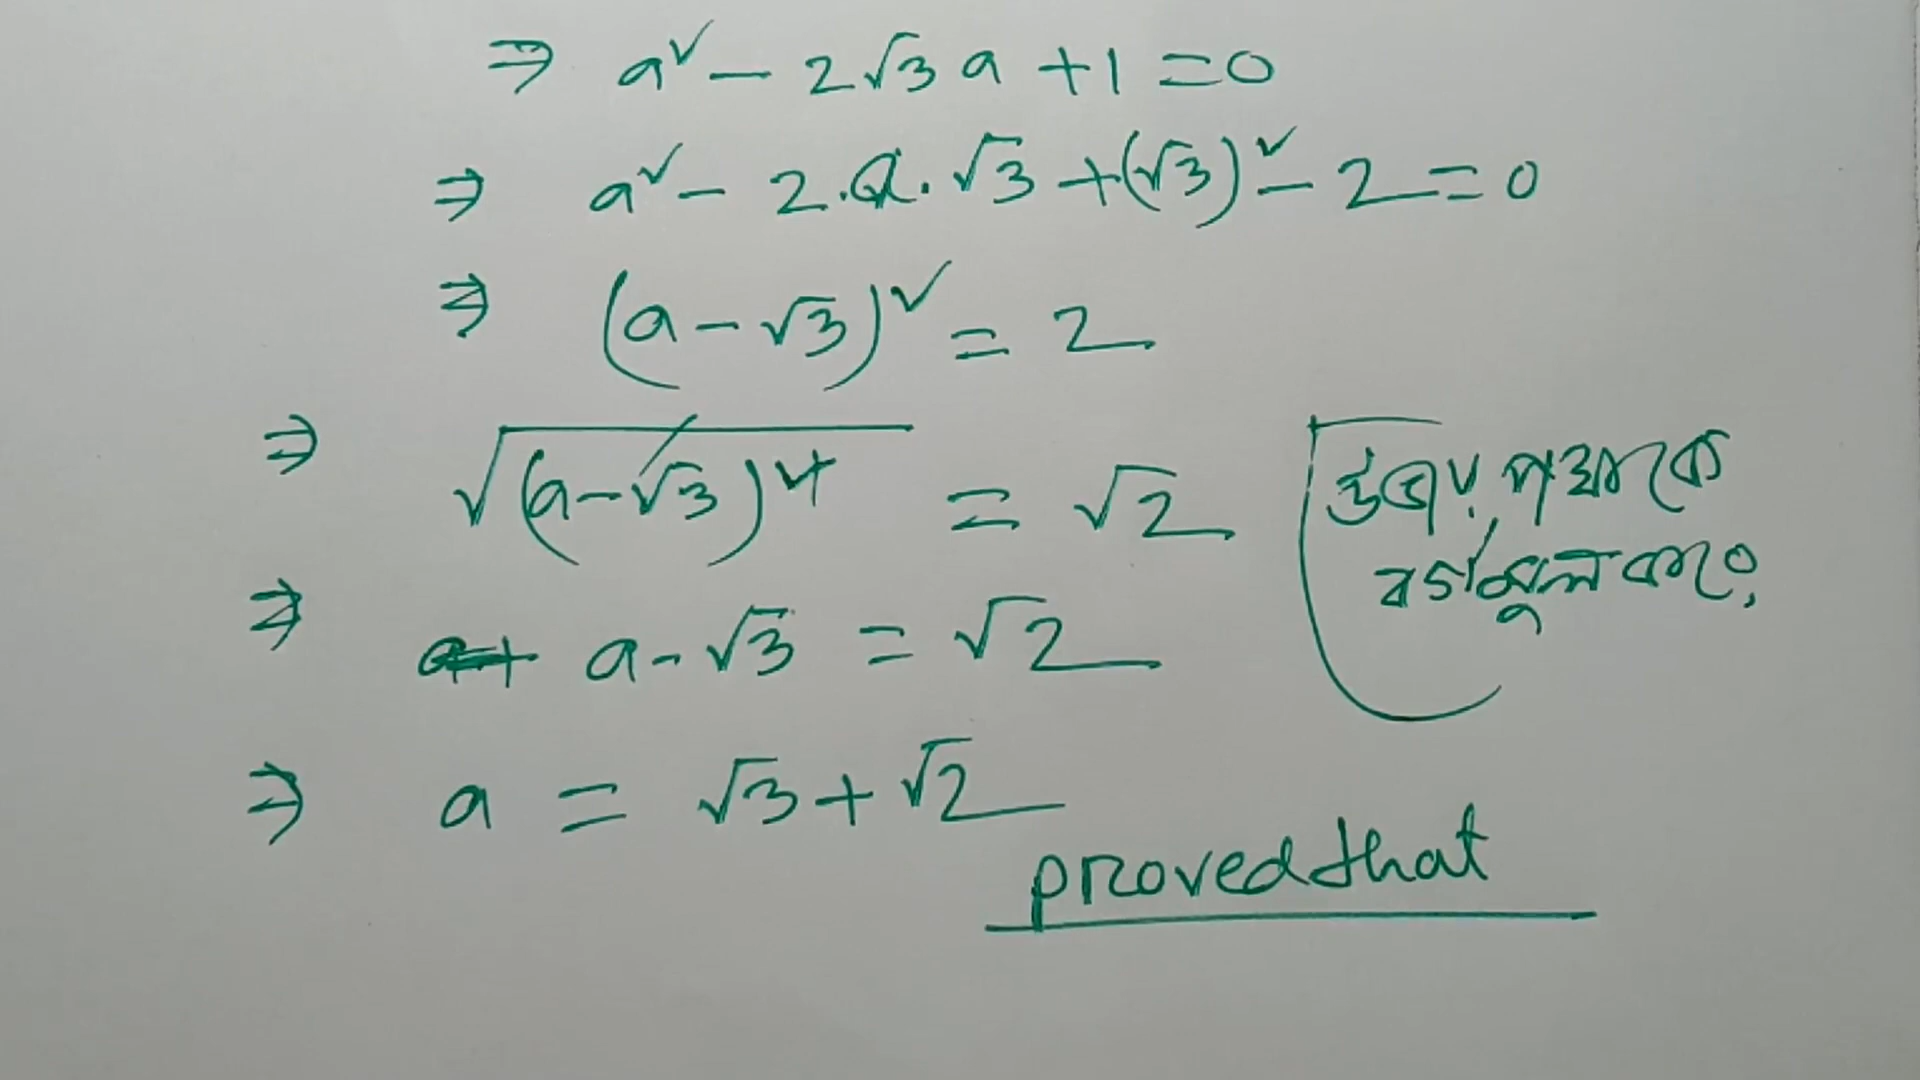 ⇒ a² - 2√3 a + 1 = 0
⇒ a² - 2.a.√3 + (√3)² - 2 = 0
⇒ (a - √3)² = 2
⇒ √(a-√3)² = √2 [উভয় পক্ষকে
বর্গমূল করে,
⇒ a - √3 = √2
⇒ a = √3 + √2
proved that